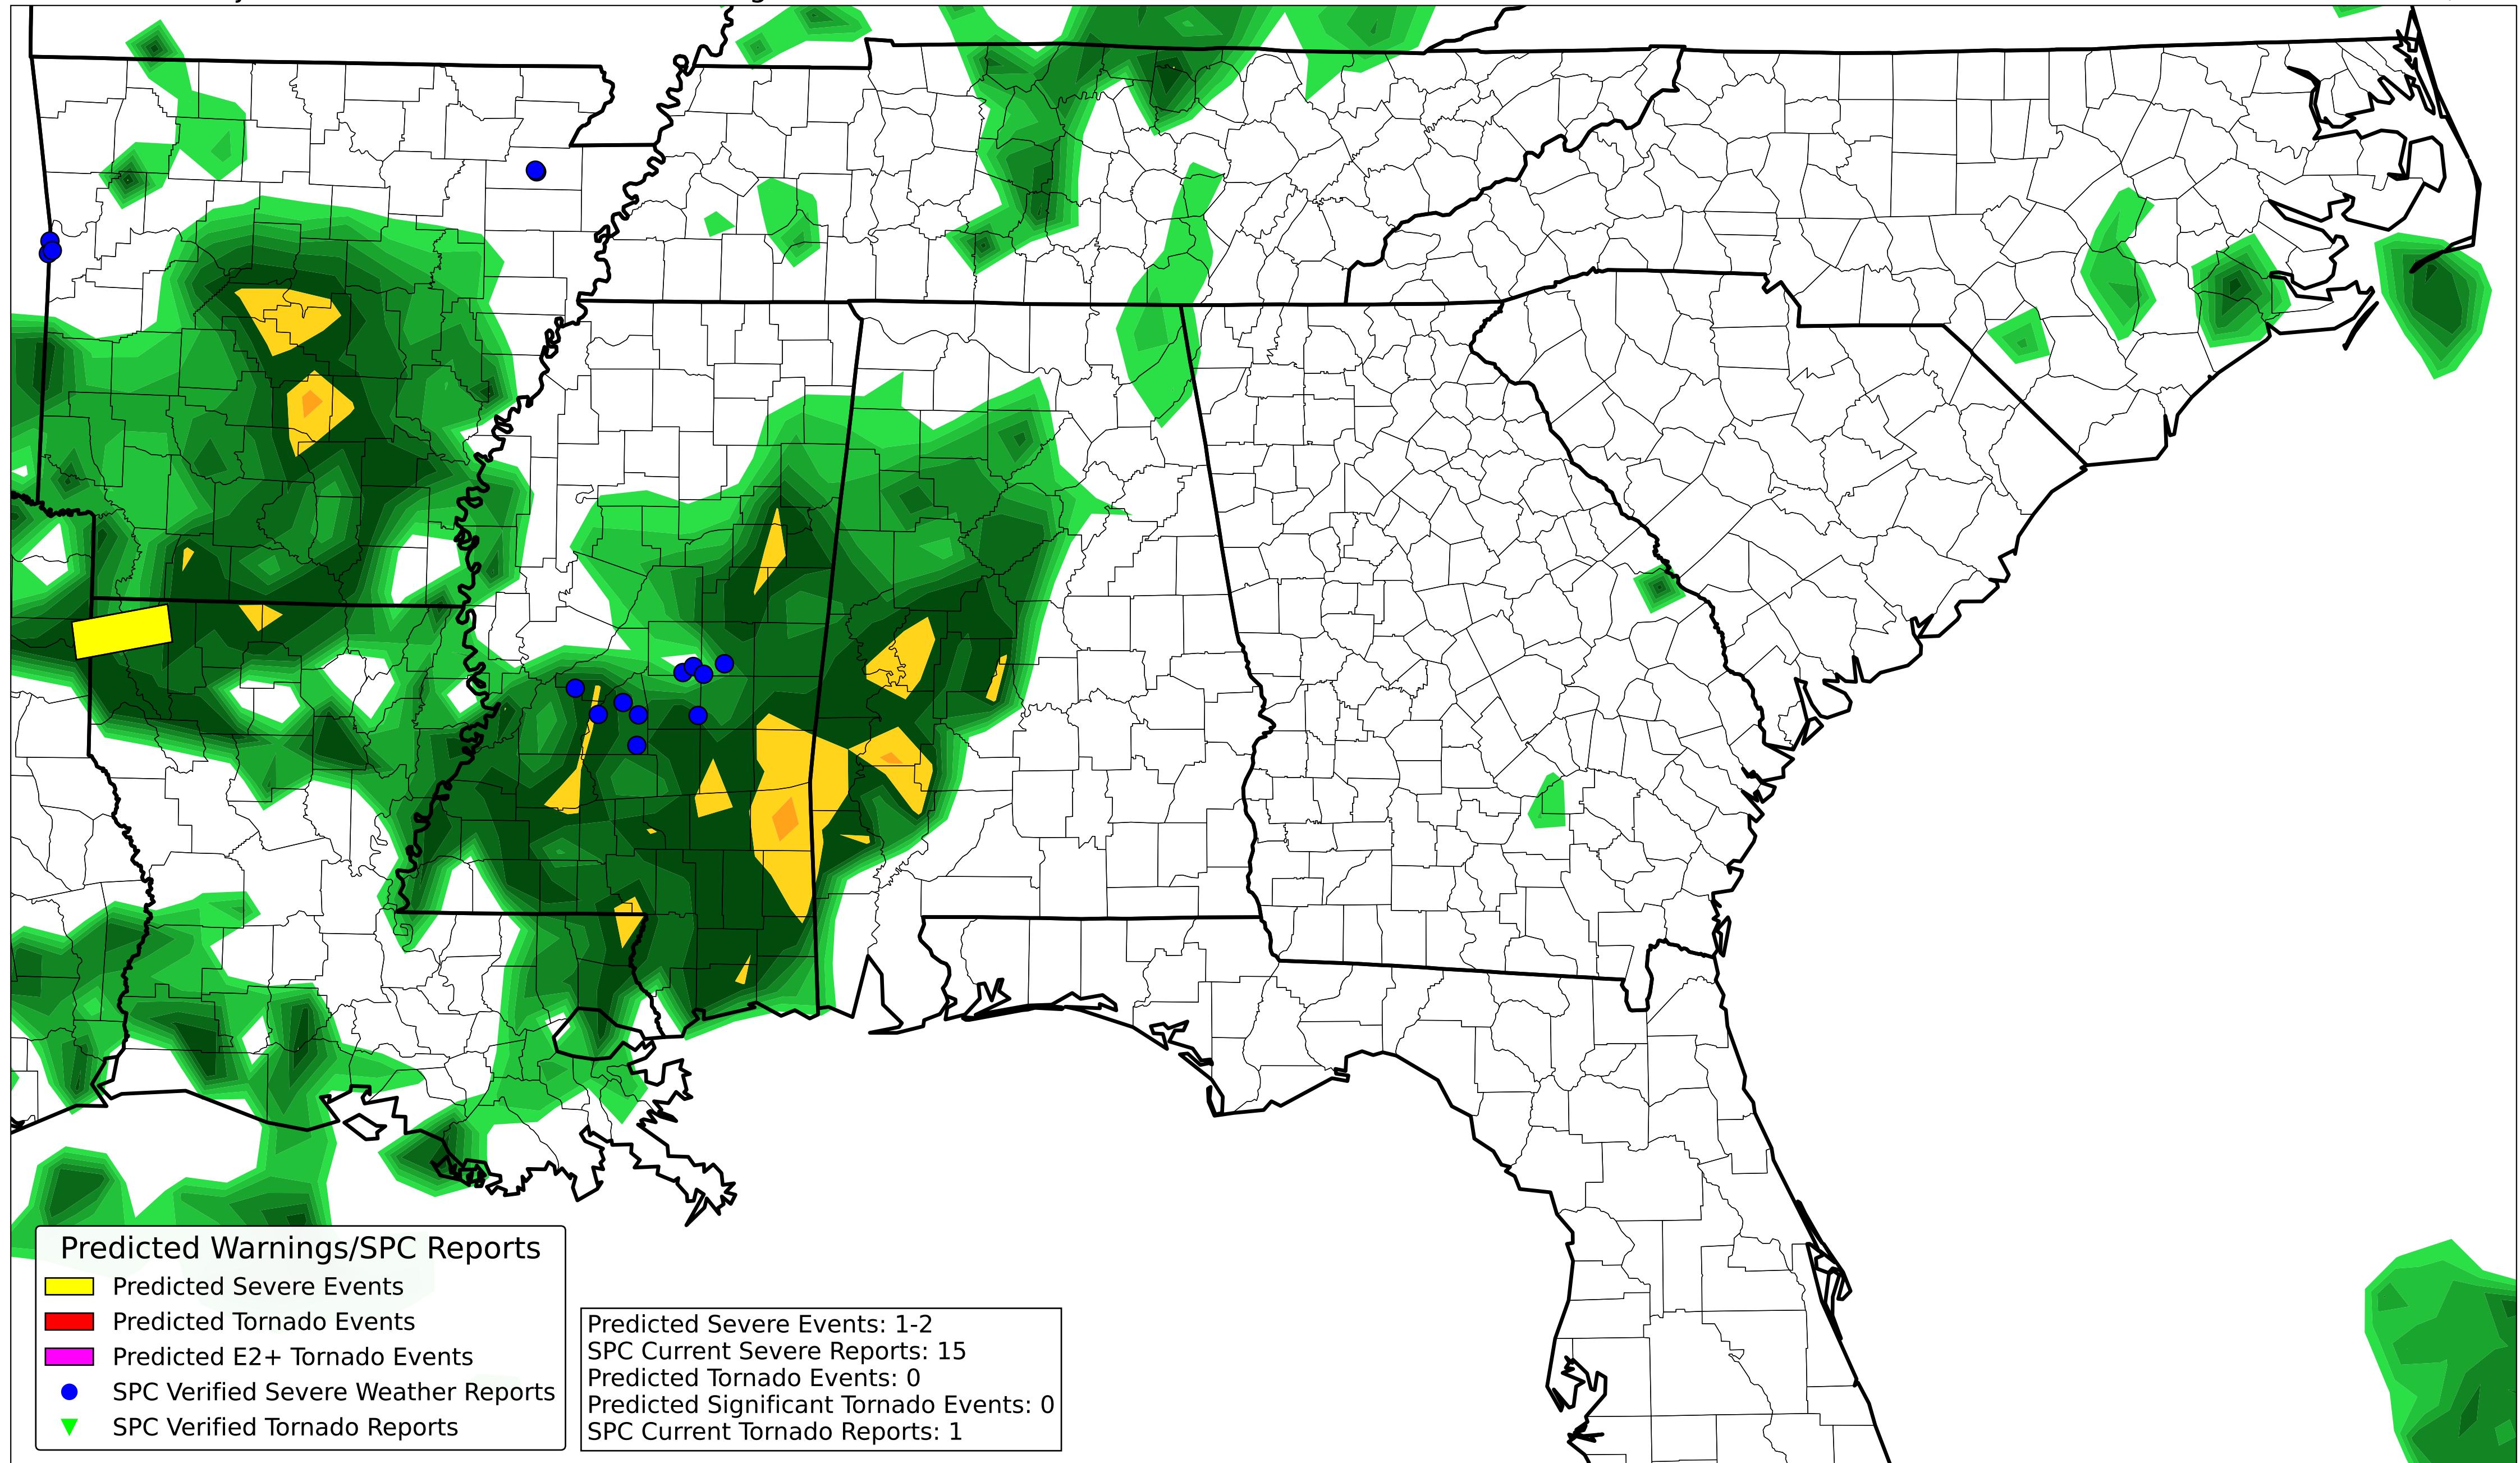 Predicted Warnings/SPC Reports
Predicted Severe Events
Predicted Tornado Events
Predicted E2+ Tornado Events
SPC Verified Severe Weather Reports
SPC Verified Tornado Reports
Predicted Severe Events: 1-2
SPC Current Severe Reports: 15
Predicted Tornado Events: 0
Predicted Significant Tornado Events: 0
SPC Current Tornado Reports: 1